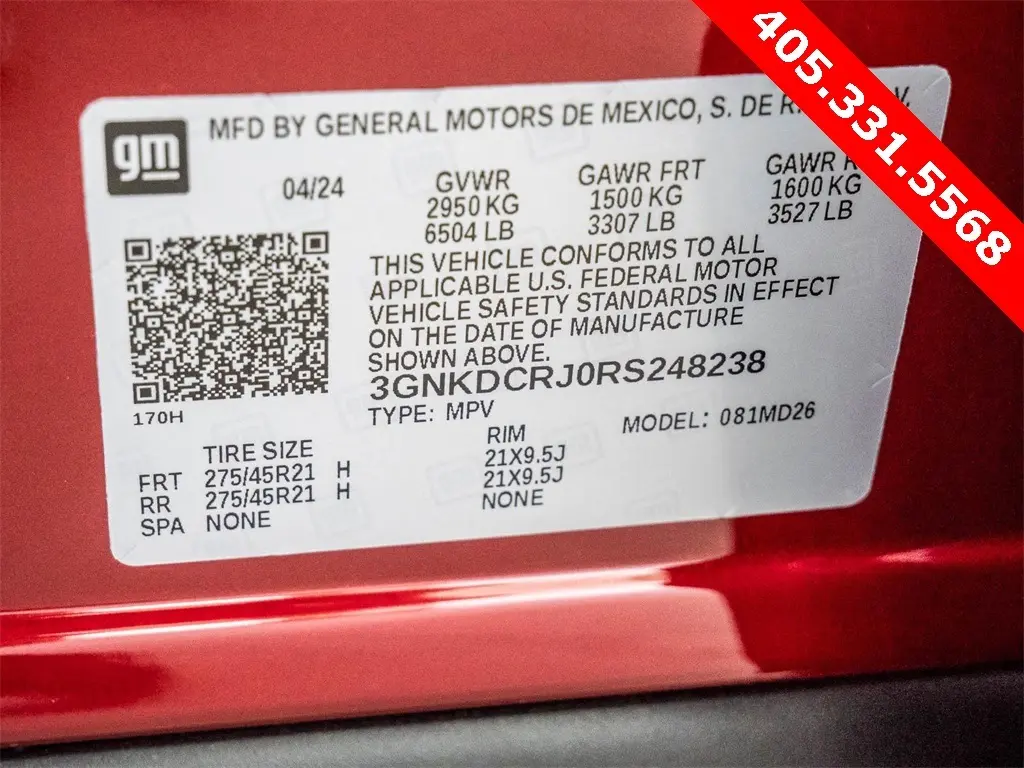 405.331.5568
gm
MFD BY GENERAL MOTORS DE MEXICO, S. DE R. V.
04/24
GVWR
2950 KG
6504 LB
GAWR FRT
1500 KG
3307 LB
GAWR
1600 KG
3527 LB
THIS VEHICLE CONFORMS TO ALL
APPLICABLE U.S. FEDERAL MOTOR
VEHICLE SAFETY STANDARDS IN EFFECT
ON THE DATE OF MANUFACTURE
SHOWN ABOVE.
3GNKDCRJ0RS248238
TYPE: MPV
MODEL: 081MD26
170H
TIRE SIZE
RIM
FRT 275/45R21 H 21X9.5J
RR 275/45R21 H 21X9.5J
SPA NONE NONE